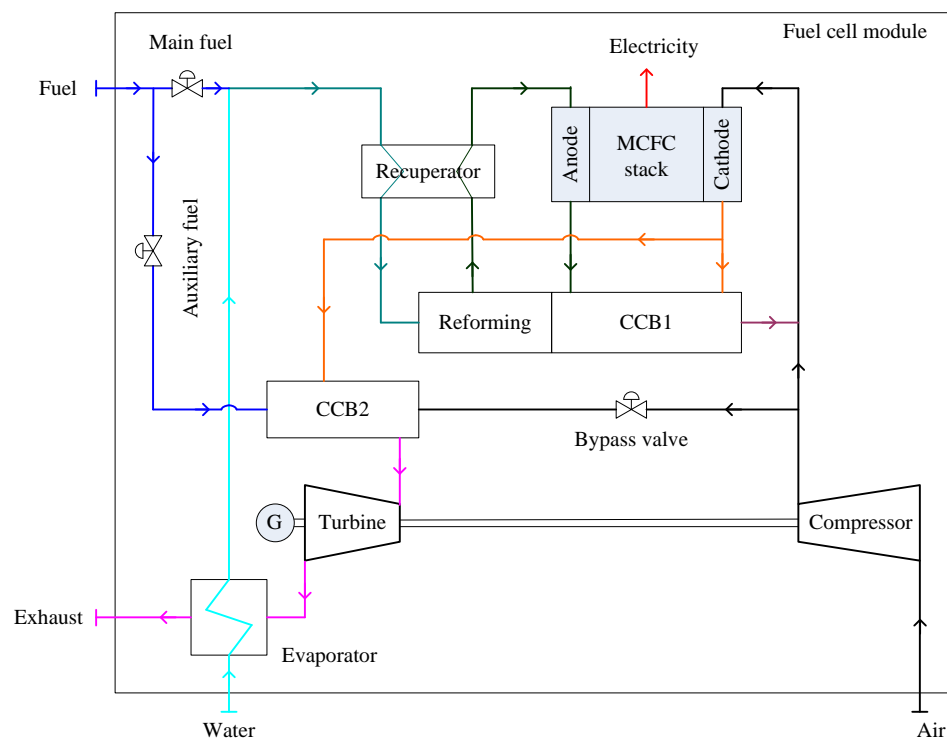 Fuel cell module
Main fuel
Electricity
Fuel
Anode
MCFC
stack
Cathode
Recuperator
Auxiliary fuel
Reforming
CCB1
CCB2
Bypass valve
G
Turbine
Compressor
Exhaust
Evaporator
Water
Air